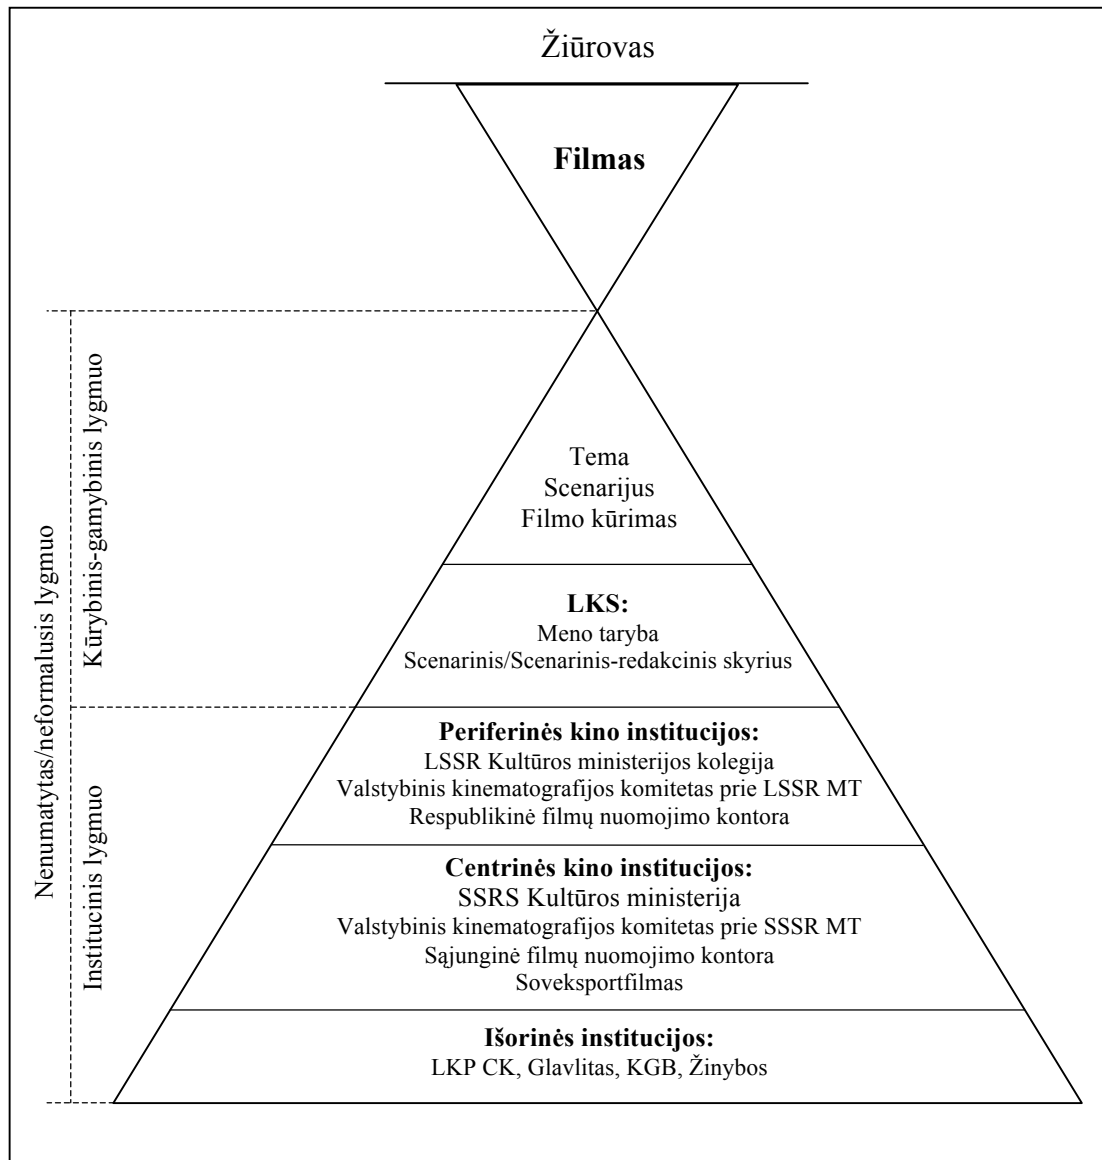 Žiūrovas
Filmas
Nenumatytas/neformalusis lygmuo
Kūrybinis-gamybinis lygmuo
Institucinis lygmuo
Tema
Scenarijus
Filmo kūrimas
LKS:
Meno taryba
Scenarinis/Scenarinis-redakcinis skyrius
Periferinės kino institucijos:
LSSR Kultūros ministerijos kolegija
Valstybinis kinematografijos komitetas prie LSSR MT
Respublikinė filmų nuomojimo kontora
Centrinės kino institucijos:
SSRS Kultūros ministerija
Valstybinis kinematografijos komitetas prie SSSR MT
Sąjunginė filmų nuomojimo kontora
Soveksportfilmas
Išorinės institucijos:
LKP CK, Glavlitas, KGB, Žinybos